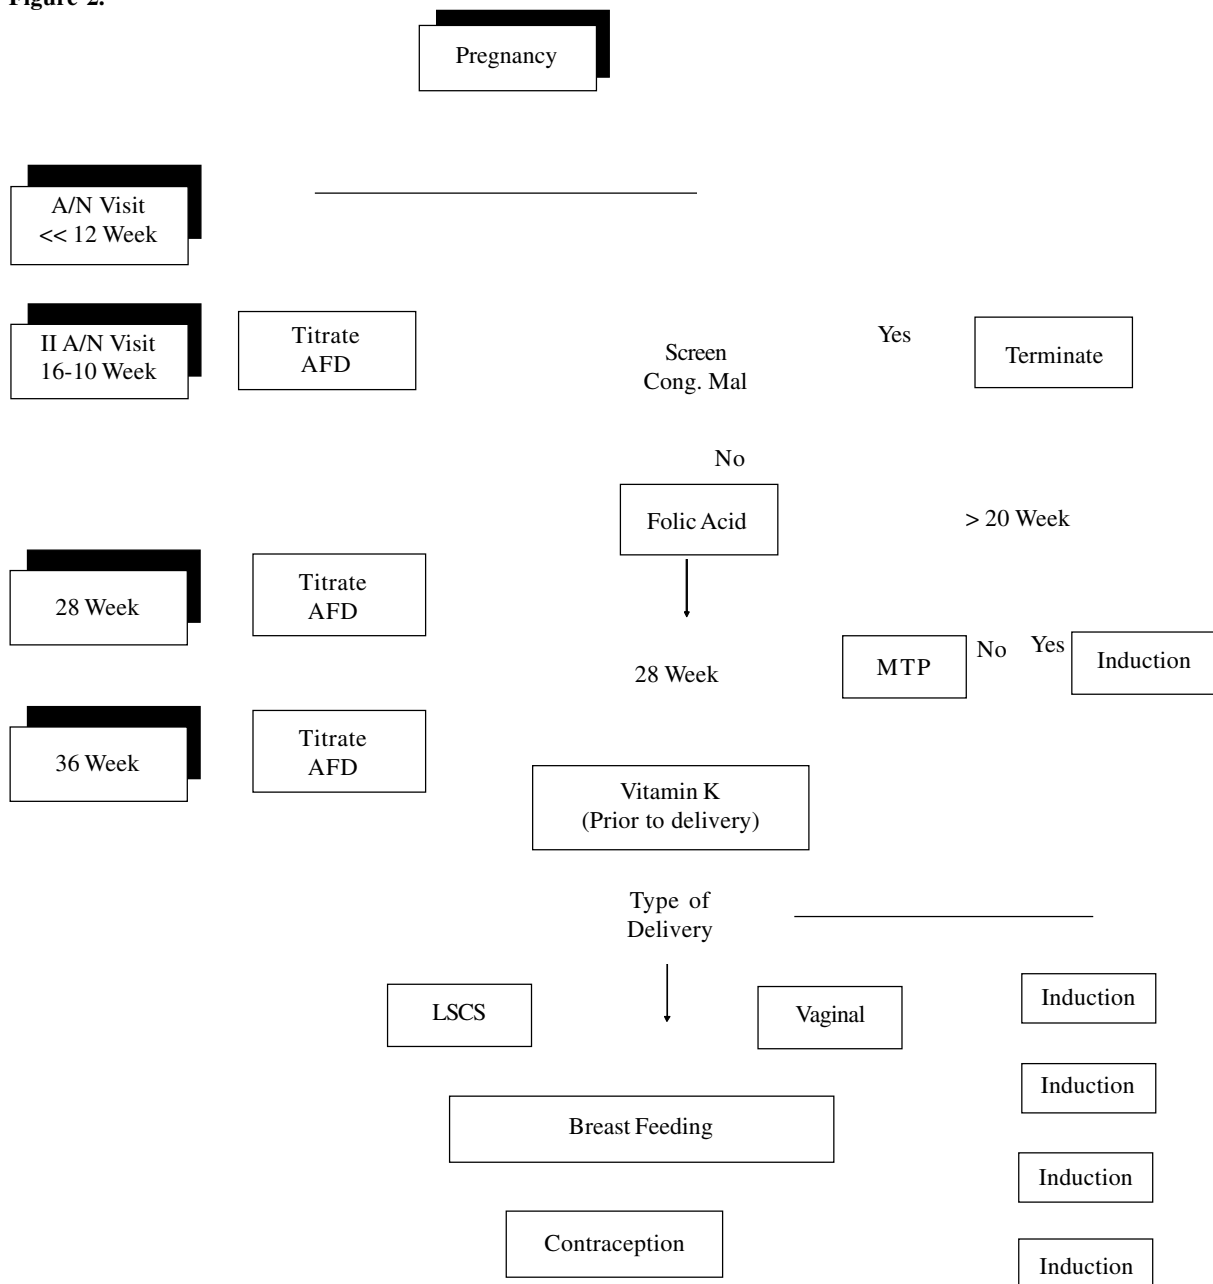 Figure 2.
Pregnancy
A/N Visit
<< 12 Week
II A/N Visit
16-10 Week
Titrate
AFD
Screen
Cong. Mal
Yes
Terminate
No
Folic Acid
> 20 Week
28 Week
Titrate
AFD
28 Week
MTP
No
Yes
Induction
36 Week
Titrate
AFD
Vitamin K
(Prior to delivery)
Type of
Delivery
LSCS
Vaginal
Induction
Induction
Breast Feeding
Induction
Contraception
Induction